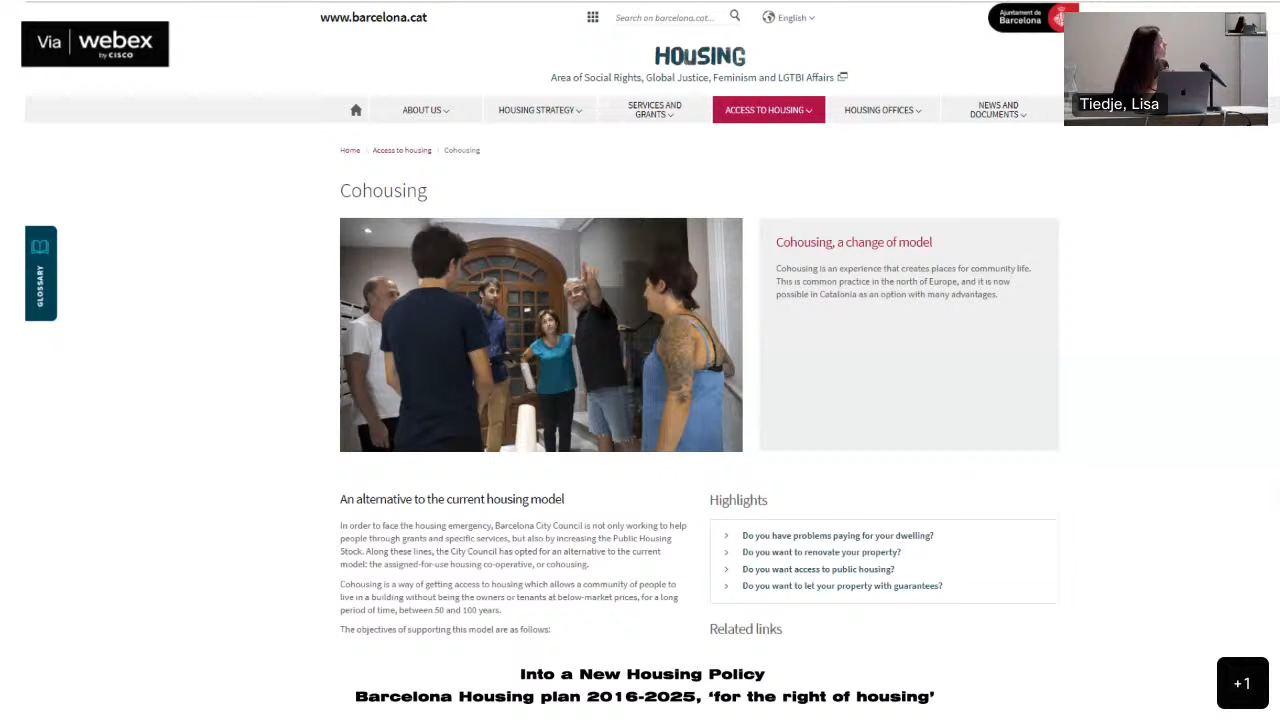 www.barcelona.cat
Search on barcelona.cat...
English
Ajuntament de
Barcelona
Via webex
by CISCO
HOUSING
Area of Social Rights, Global Justice, Feminism and LGTBI Affairs
Tiedje, Lisa
ABOUT US
HOUSING STRATEGY
SERVICES AND
GRANTS
ACCESS TO HOUSING
HOUSING OFFICES
NEWS AND
DOCUMENTS
Home
Access to housing
Cohousing
Cohousing
GLOSSARY
Cohousing, a change of model
Cohousing is an experience that creates places for community life.
This is common practice in the north of Europe, and it is now
possible in Catalonia as an option with many advantages.
An alternative to the current housing model
In order to face the housing emergency, Barcelona City Council is not only working to help
people through grants and specific services, but also by increasing the Public Housing
Stock. Along these lines, the City Council has opted for an alternative to the current
model: the assigned-for-use housing co-operative, or cohousing.
Cohousing is a way of getting access to housing which allows a community of people to
live in a building without being the owners or tenants at below-market prices, for a long
period of time, between 50 and 100 years.
The objectives of supporting this model are as follows:
Highlights
Do you have problems paying for your dwelling?
Do you want to renovate your property?
Do you want access to public housing?
Do you want to let your property with guarantees?
Related links
Into a New Housing Policy
Barcelona Housing plan 2016-2025, ‘for the right of housing’
+1